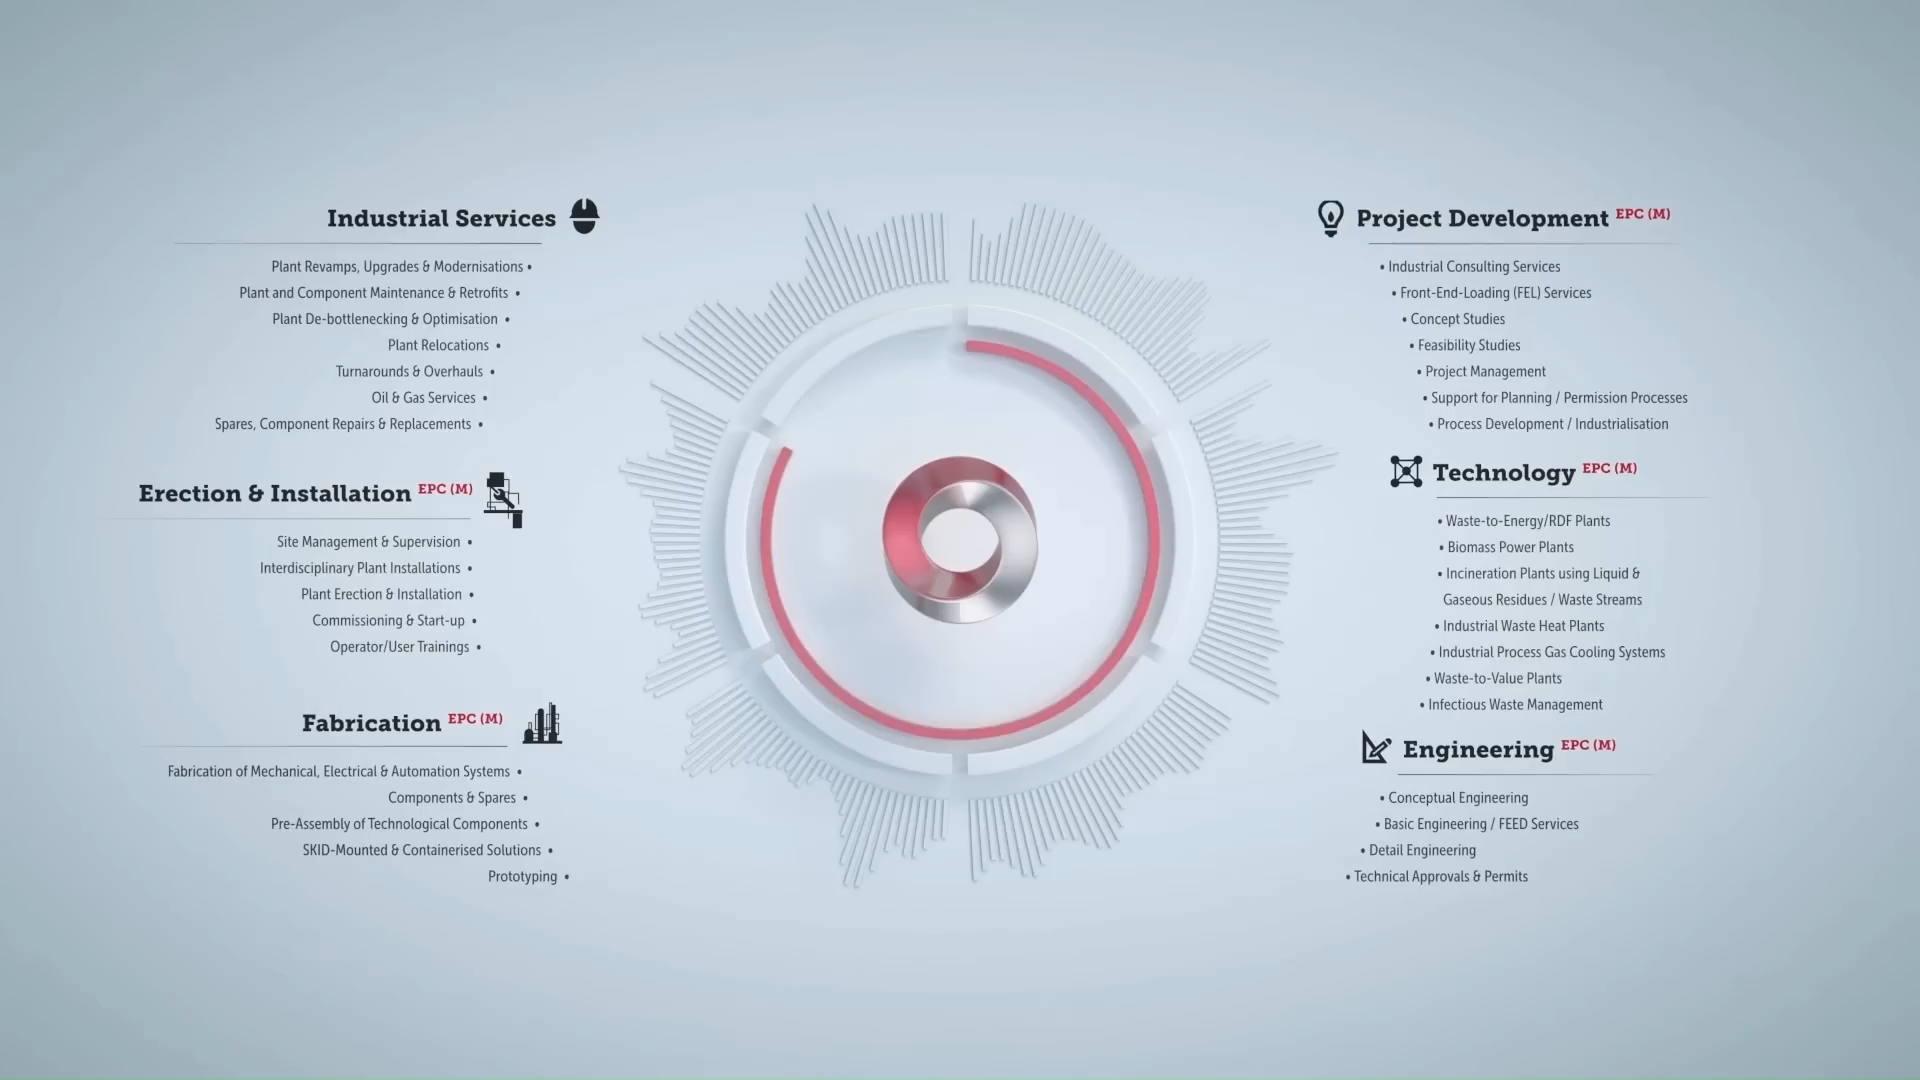 Industrial Services
• Plant Revamps, Upgrades & Modernisations
• Plant and Component Maintenance & Retrofits
• Plant De-bottlenecking & Optimisation
• Plant Relocations
• Turnarounds & Overhauls
• Oil & Gas Services
• Spares, Component Repairs & Replacements
Erection & Installation EPC (M)
• Site Management & Supervision
• Interdisciplinary Plant Installations
• Plant Erection & Installation
• Commissioning & Start-up
• Operator/User Trainings
Fabrication EPC (M)
• Fabrication of Mechanical, Electrical & Automation Systems
• Components & Spares
• Pre-Assembly of Technological Components
• SKID-Mounted & Containerised Solutions
• Prototyping
Project Development EPC (M)
• Industrial Consulting Services
• Front-End-Loading (FEL) Services
• Concept Studies
• Feasibility Studies
• Project Management
• Support for Planning / Permission Processes
• Process Development / Industrialisation
Technology EPC (M)
• Waste-to-Energy/RDF Plants
• Biomass Power Plants
• Incineration Plants using Liquid &
Gaseous Residues / Waste Streams
• Industrial Waste Heat Plants
• Industrial Process Gas Cooling Systems
• Waste-to-Value Plants
• Infectious Waste Management
Engineering EPC (M)
• Conceptual Engineering
• Basic Engineering / FEED Services
• Detail Engineering
• Technical Approvals & Permits